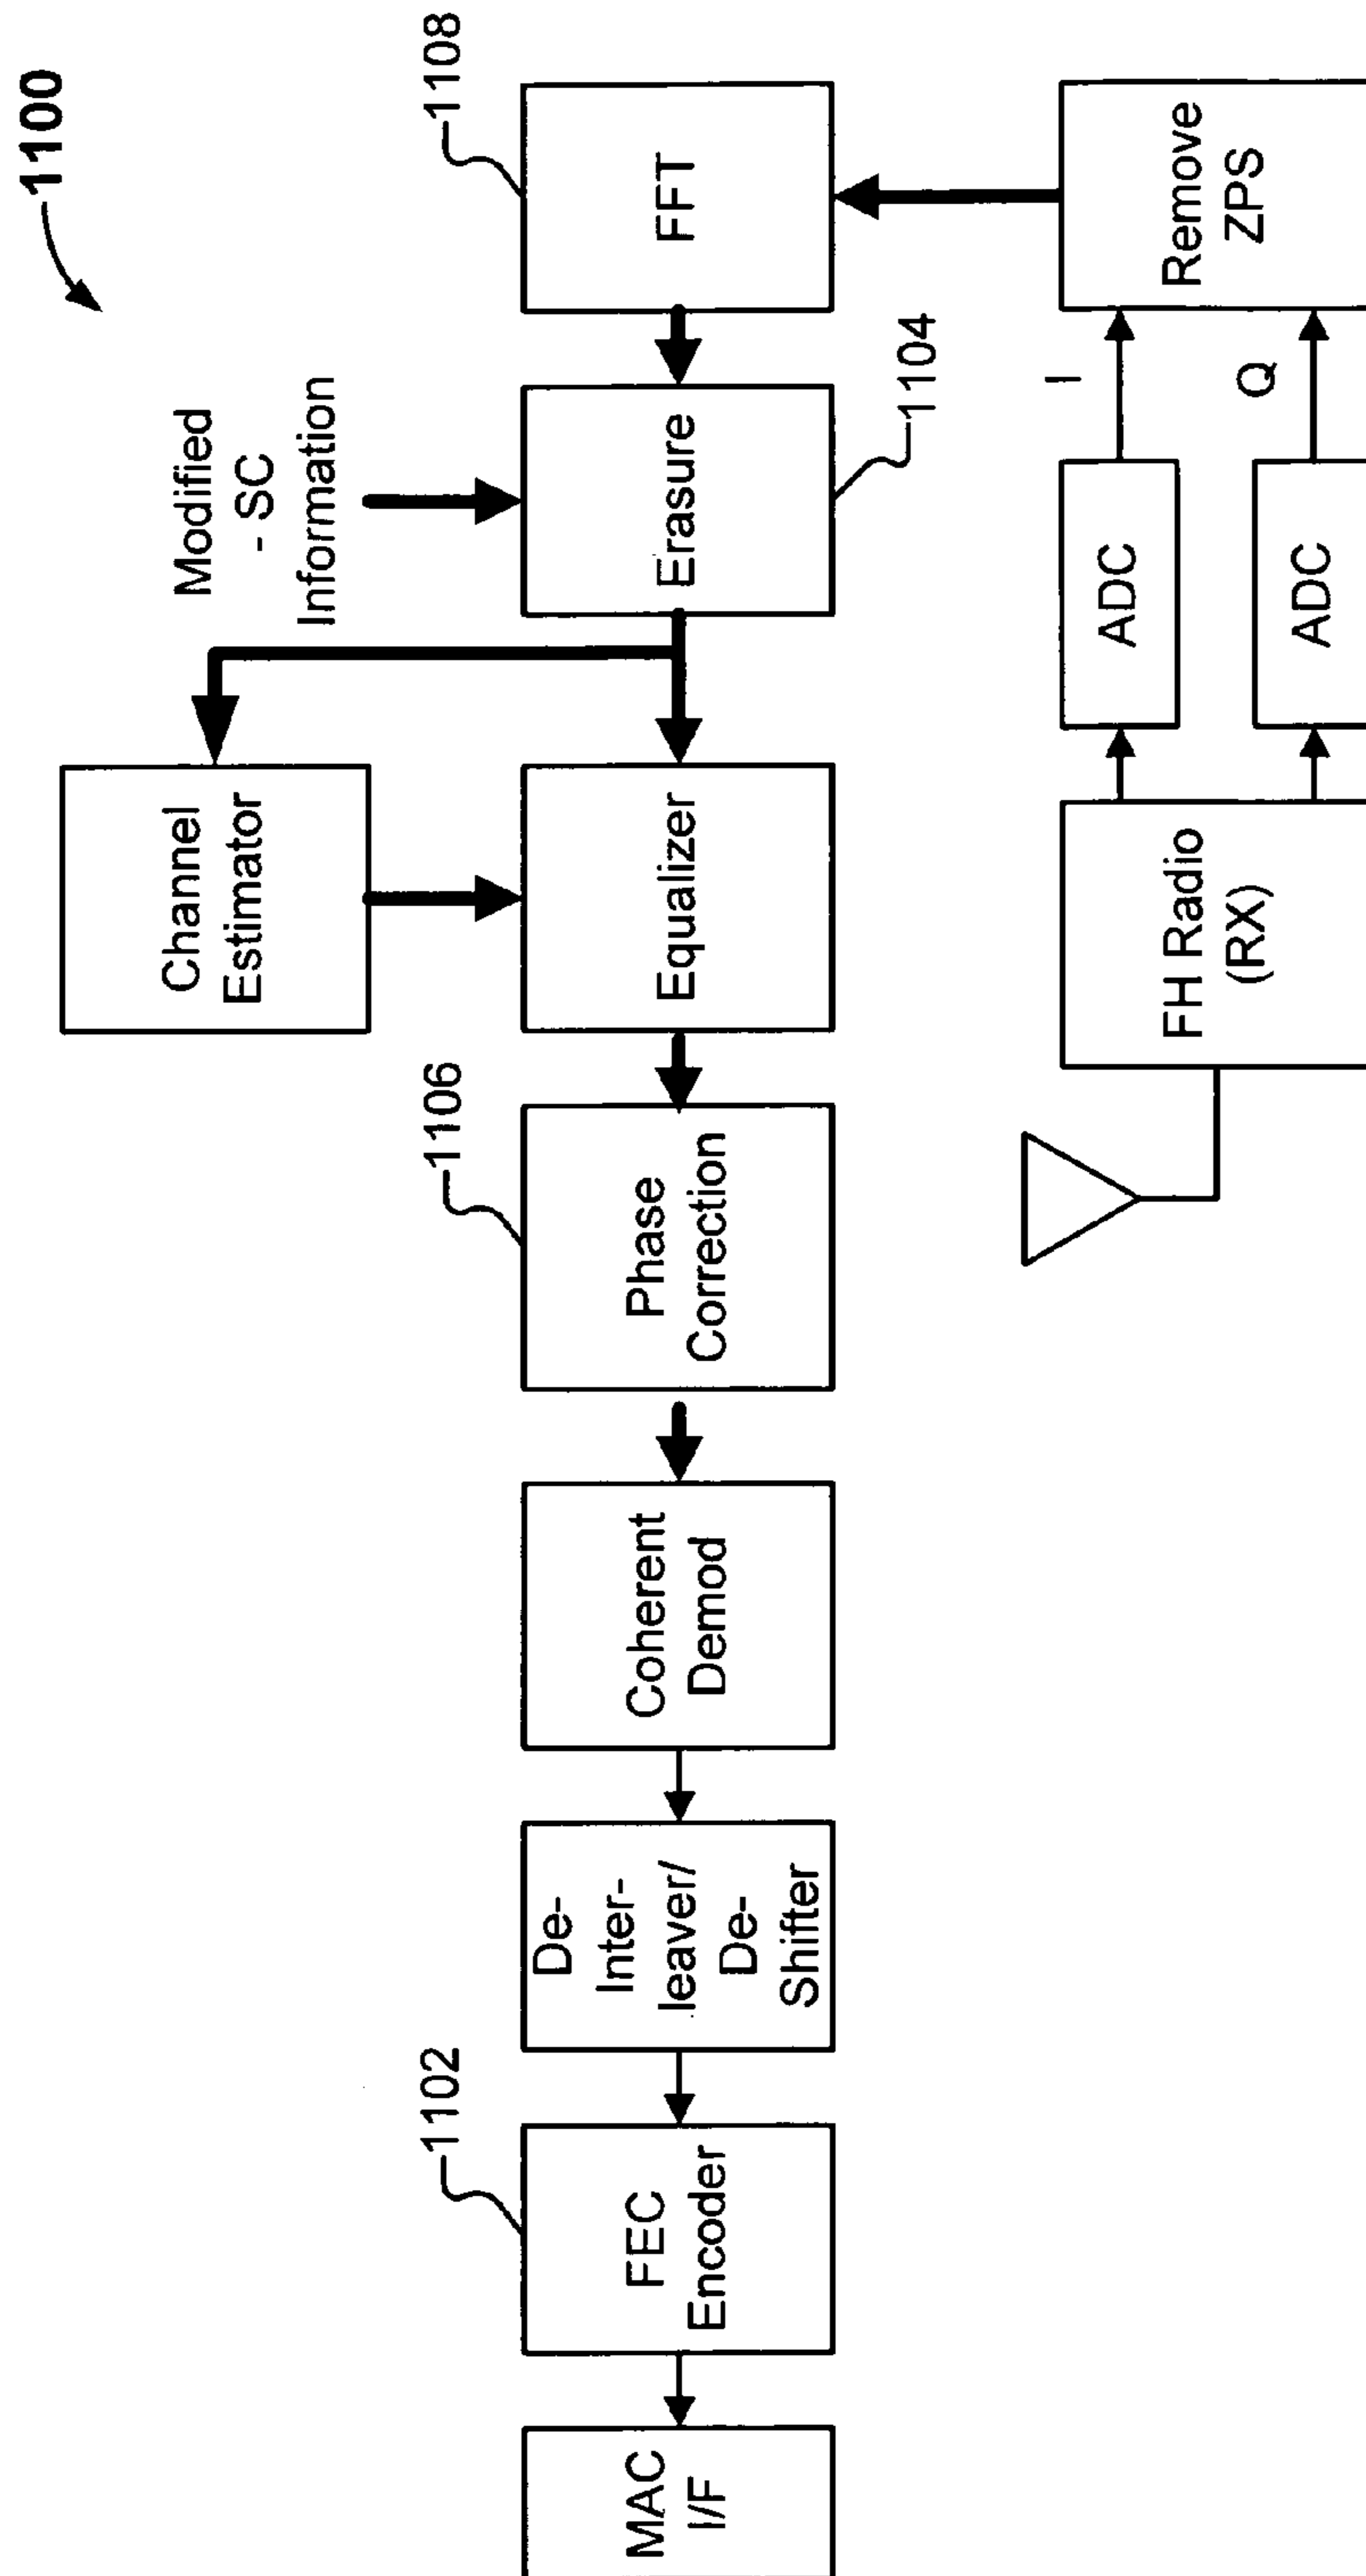 1100
1108
FFT
Modified
- SC
Information
Erasure
1104
Channel
Estimator
Equalizer
1106
Phase
Correction
Coherent
Demod
De-
Inter-
leaver/
De-
Shifter
1102
FEC
Encoder
MAC
I/F
FH Radio
(RX)
ADC
ADC
I
Q
Remove
ZPS